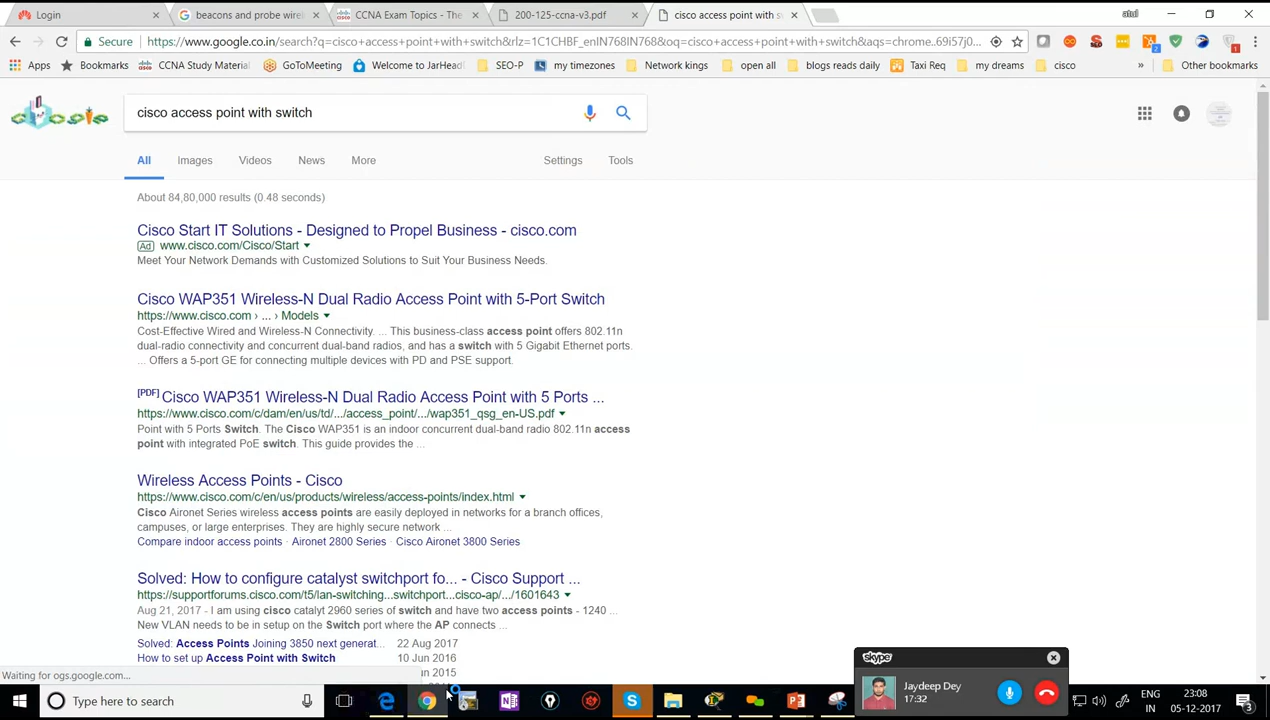 Login
beacons and probe wire
CCNA Exam Topics - The
200-125-ccna-v3.pdf
cisco access point with s
atul
Secure
https://www.google.co.in/search?q=cisco+access+point+with+switch&rlz=1C1CHBF_enIN768IN768&oq=cisco+access+point+with+switch&aqs=chrome..69i57j0...
Apps
Bookmarks
CCNA Study Material
GoToMeeting
Welcome to JarHead
SEO-P
my timezones
Network kings
open all
blogs reads daily
Taxi Req
my dreams
cisco
»
Other bookmarks
cisco access point with switch
All
Images
Videos
News
More
Settings
Tools
About 84,80,000 results (0.48 seconds)
Cisco Start IT Solutions - Designed to Propel Business - cisco.com
Ad www.cisco.com/Cisco/Start
Meet Your Network Demands with Customized Solutions to Suit Your Business Needs.
Cisco WAP351 Wireless-N Dual Radio Access Point with 5-Port Switch
https://www.cisco.com › ... › Models
Cost-Effective Wired and Wireless-N Connectivity. ... This business-class access point offers 802.11n
dual-radio connectivity and concurrent dual-band radios, and has a switch with 5 Gigabit Ethernet ports.
... Offers a 5-port GE for connecting multiple devices with PD and PSE support.
[PDF] Cisco WAP351 Wireless-N Dual Radio Access Point with 5 Ports ...
https://www.cisco.com/c/dam/en/us/td/.../access_point/.../wap351_qsg_en-US.pdf
Point with 5 Ports Switch. The Cisco WAP351 is an indoor concurrent dual-band radio 802.11n access
point with integrated PoE switch. This guide provides the ...
Wireless Access Points - Cisco
https://www.cisco.com/c/en/us/products/wireless/access-points/index.html
Cisco Aironet Series wireless access points are easily deployed in networks for a branch offices,
campuses, or large enterprises. They are highly secure network ...
Compare indoor access points · Aironet 2800 Series · Cisco Aironet 3800 Series
Solved: How to configure catalyst switchport fo... - Cisco Support ...
https://supportforums.cisco.com/t5/lan-switching...switchport...cisco-ap/.../1601643
Aug 21, 2017 - I am using cisco catalyt 2960 series of switch and have two access points - 1240 ...
New VLAN needs to be in setup on the Switch port where the AP connects ...
Solved: Access Points Joining 3850 next generat... 22 Aug 2017
How to set up Access Point with Switch 10 Jun 2016
n 2015
Waiting for ogs.google.com...
skype
Jaydeep Dey
17:32
Type here to search
ENG
IN
23:08
05-12-2017
3